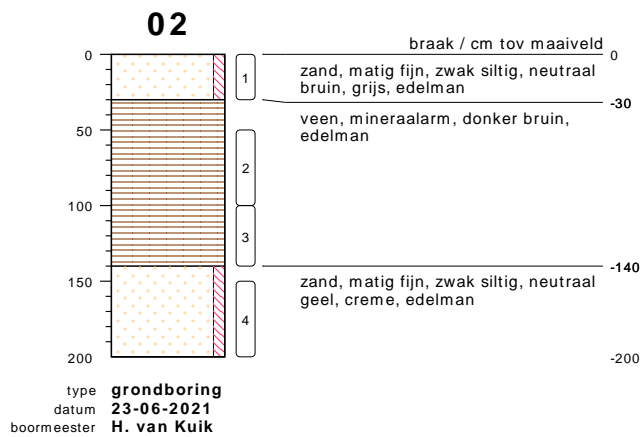 02
braak / cm tov maaiveld
0
0
1
zand, matig fijn, zwak siltig, neutraal
bruin, grijs, edelman
-30
veen, mineraalarm, donker bruin,
edelman
50
2
100
3
-140
150
zand, matig fijn, zwak siltig, neutraal
geel, creme, edelman
4
200
-200
type grondboring
datum 23-06-2021
boormeester H. van Kuik